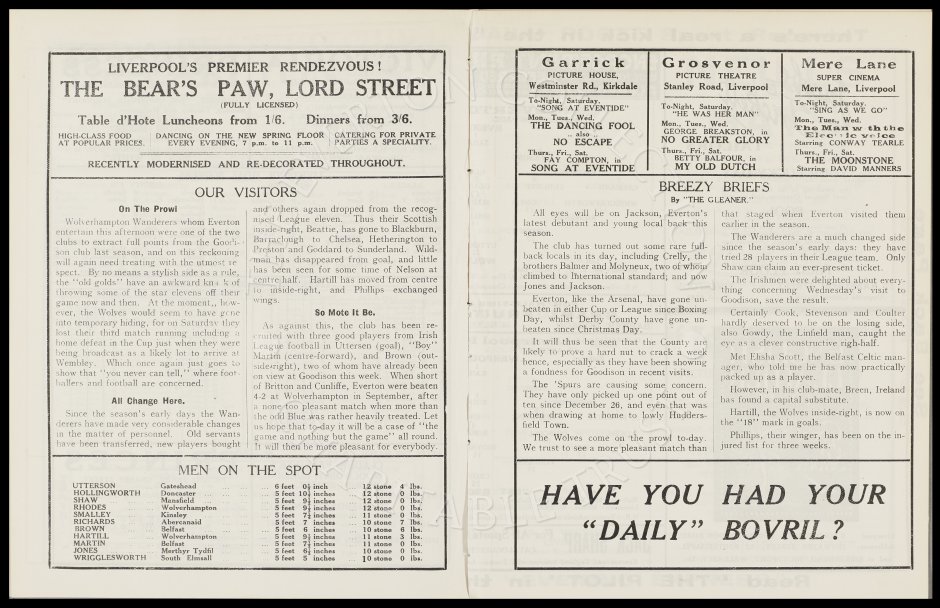 LIVERPOOL'S PREMIER RENDEZVOUS!
THE BEAR'S PAW, LORD STREET
(FULLY LICENSED)
Table d'Hote Luncheons from 1/6. Dinners from 3/6.
HIGH-CLASS FOOD
AT POPULAR PRICES.
DANCING ON THE NEW SPRING FLOOR
EVERY EVENING, 7 p.m. to 11 p.m.
CATERING FOR PRIVATE
PARTIES A SPECIALITY.
RECENTLY MODERNISED AND RE-DECORATED THROUGHOUT.
OUR VISITORS
On The Prowl
Wolverhampton Wanderers whom Everton
entertain this afternoon were one of the two
clubs to extract full points from the Goodi-
son club last season, and on this reckoning
will again need treating with the utmost re-
spect. By no means a stylish side as a rule,
the "old golds" have an awkward knack of
throwing some of the star elevens off their
game now and then. At the moment, how-
ever, the Wolves would seem to have gone
into temporary hiding, for on Saturday they
lost their third match running including a
home defeat in the Cup just when they were
being broadcast as a likely lot to arrive at
Wembley. Which once again just goes to
show that "you never can tell," where foot-
ballers and football are concerned.
All Change Here.
Since the season's early days the Wan-
derers have made very considerable changes
in the matter of personnel. Old servants
have been transferred, new players bought
and others again dropped from the recog-
nised League eleven. Thus their Scottish
inside-right, Beattie, has gone to Blackburn,
Barraclough to Chelsea, Hetherington to
Preston and Goddard to Sunderland. Wild-
man has disappeared from goal, and little
has been seen for some time of Nelson at
centre half. Hartill has moved from centre
to inside-right, and Phillips exchanged
wings.
So Mote It Be.
As against this, the club has been re-
cruited with three good players from Irish
League football in Uttersen (goal), "Boy"
Martin (centre-forward), and Brown (out-
side-right), two of whom have already been
on view at Goodison this week. When short
of Britton and Cunliffe, Everton were beaten
4-2 at Wolverhampton in September, after
a none too pleasant match when more than
the odd Blue was rather heavily treated. Let
us hope that to-day it will be a case of "the
game and nothing but the game" all round.
It will then be more pleasant for everybody.
MEN ON THE SPOT
UTTERSON Gateshead 6 feet 0½ inch 12 stone 4 lbs.
HOLLINGWORTH Doncaster 5 feet 10½ inches 12 stone 0 lbs.
SHAW Mansfield 5 feet 9½ inches 12 stone 0 lbs.
RHODES Wolverhampton 5 feet 9½ inches 12 stone 0 lbs.
SMALLEY Kinsley 5 feet 7½ inches 11 stone 0 lbs.
RICHARDS Abercanaid 5 feet 7 inches 10 stone 7 lbs.
BROWN Belfast 5 feet 6 inches 10 stone 6 lbs.
HARTILL Wolverhampton 5 feet 9½ inches 11 stone 3 lbs.
MARTIN Belfast 5 feet 7½ inches 11 stone 0 lbs.
JONES Merthyr Tydfil 5 feet 6½ inches 10 stone 0 lbs.
WRIGGLESWORTH South Elmsall 5 feet 5 inches 10 stone 0 lbs.
Garrick
PICTURE HOUSE,
Westminster Rd., Kirkdale
To-Night, Saturday.
"SONG AT EVENTIDE"
Mon., Tues., Wed.
THE DANCING FOOL
.. also ..
NO ESCAPE
Thurs., Fri., Sat.
FAY COMPTON, in
SONG AT EVENTIDE
Grosvenor
PICTURE THEATRE
Stanley Road, Liverpool
To-Night, Saturday.
"HE WAS HER MAN"
Mon., Tues., Wed.
GEORGE BREAKSTON, in
NO GREATER GLORY
Thurs., Fri., Sat.
BETTY BALFOUR, in
MY OLD DUTCH
Mere Lane
SUPER CINEMA
Mere Lane, Liverpool
To-Night, Saturday.
"SING AS WE GO"
Mon., Tues., Wed.
The Man with the
Electric voice
Starring CONWAY TEARLE
Thurs., Fri., Sat.
THE MOONSTONE
Starring DAVID MANNERS
BREEZY BRIEFS
By "THE GLEANER."
All eyes will be on Jackson, Everton's
latest debutant and young local back this
season.
The club has turned out some rare full-
back locals in its day, including Crelly, the
brothers Balmer and Molyneux, two of whom
climbed to International standard; and now
Jones and Jackson.
Everton, like the Arsenal, have gone un-
beaten in either Cup or League since Boxing
Day, whilst Derby County have gone un-
beaten since Christmas Day.
It will thus be seen that the County are
likely to prove a hard nut to crack a week
hence, especially as they have been showing
a fondness for Goodison in recent visits.
The 'Spurs are causing some concern.
They have only picked up one point out of
ten since December 26, and even that was
when drawing at home to lowly Hudders-
field Town.
The Wolves come on the prowl to-day.
We trust to see a more pleasant match than
that staged when Everton visited them
earlier in the season.
The Wanderers are a much changed side
since the season's early days: they have
tried 28 players in their League team. Only
Shaw can claim an ever-present ticket.
The Irishmen were delighted about every-
thing concerning Wednesday's visit to
Goodison, save the result.
Certainly Cook, Stevenson and Coulter
hardly deserved to be on the losing side,
also Gowdy, the Linfield man, caught the
eye as a clever constructive righ-half.
Met Elisha Scott, the Belfast Celtic man-
ager, who told me he has now practically
packed up as a player.
However, in his club-mate, Breen, Ireland
has found a capital substitute.
Hartill, the Wolves inside-right, is now on
the "18" mark in goals.
Phillips, their winger, has been on the in-
jured list for three weeks.
HAVE YOU HAD YOUR
"DAILY" BOVRIL?